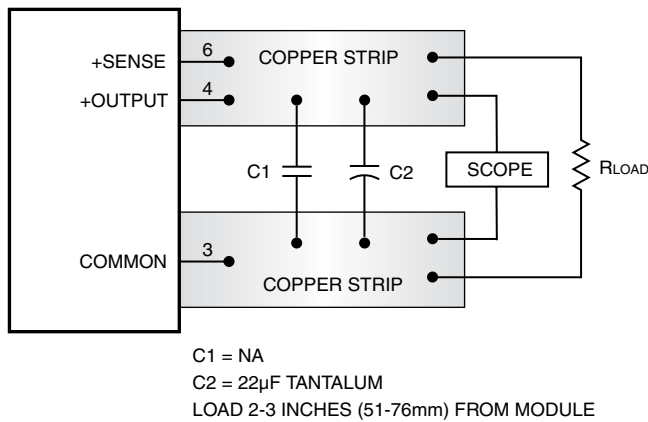 6
COPPER STRIP
+SENSE
4
+OUTPUT
C1
C2
SCOPE
RLOAD
3
COMMON
COPPER STRIP
C1 = NA
C2 = 22µF TANTALUM
LOAD 2-3 INCHES (51-76mm) FROM MODULE